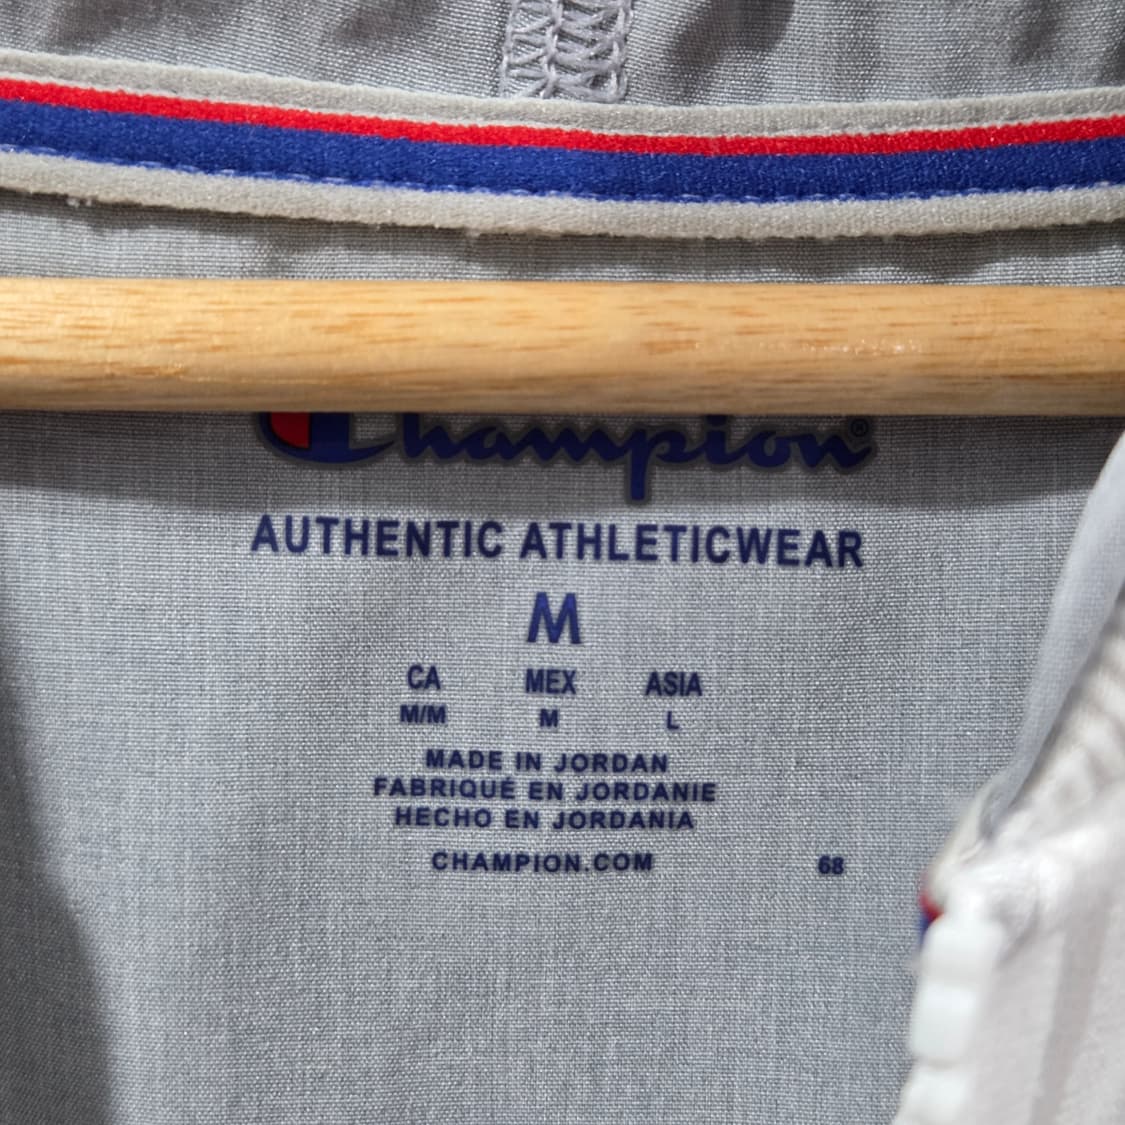 Champion®
AUTHENTIC ATHLETICWEAR
M
CA MEX ASIA
M/M M L
MADE IN JORDAN
FABRIQUÉ EN JORDANIE
HECHO EN JORDANIA
CHAMPION.COM 68